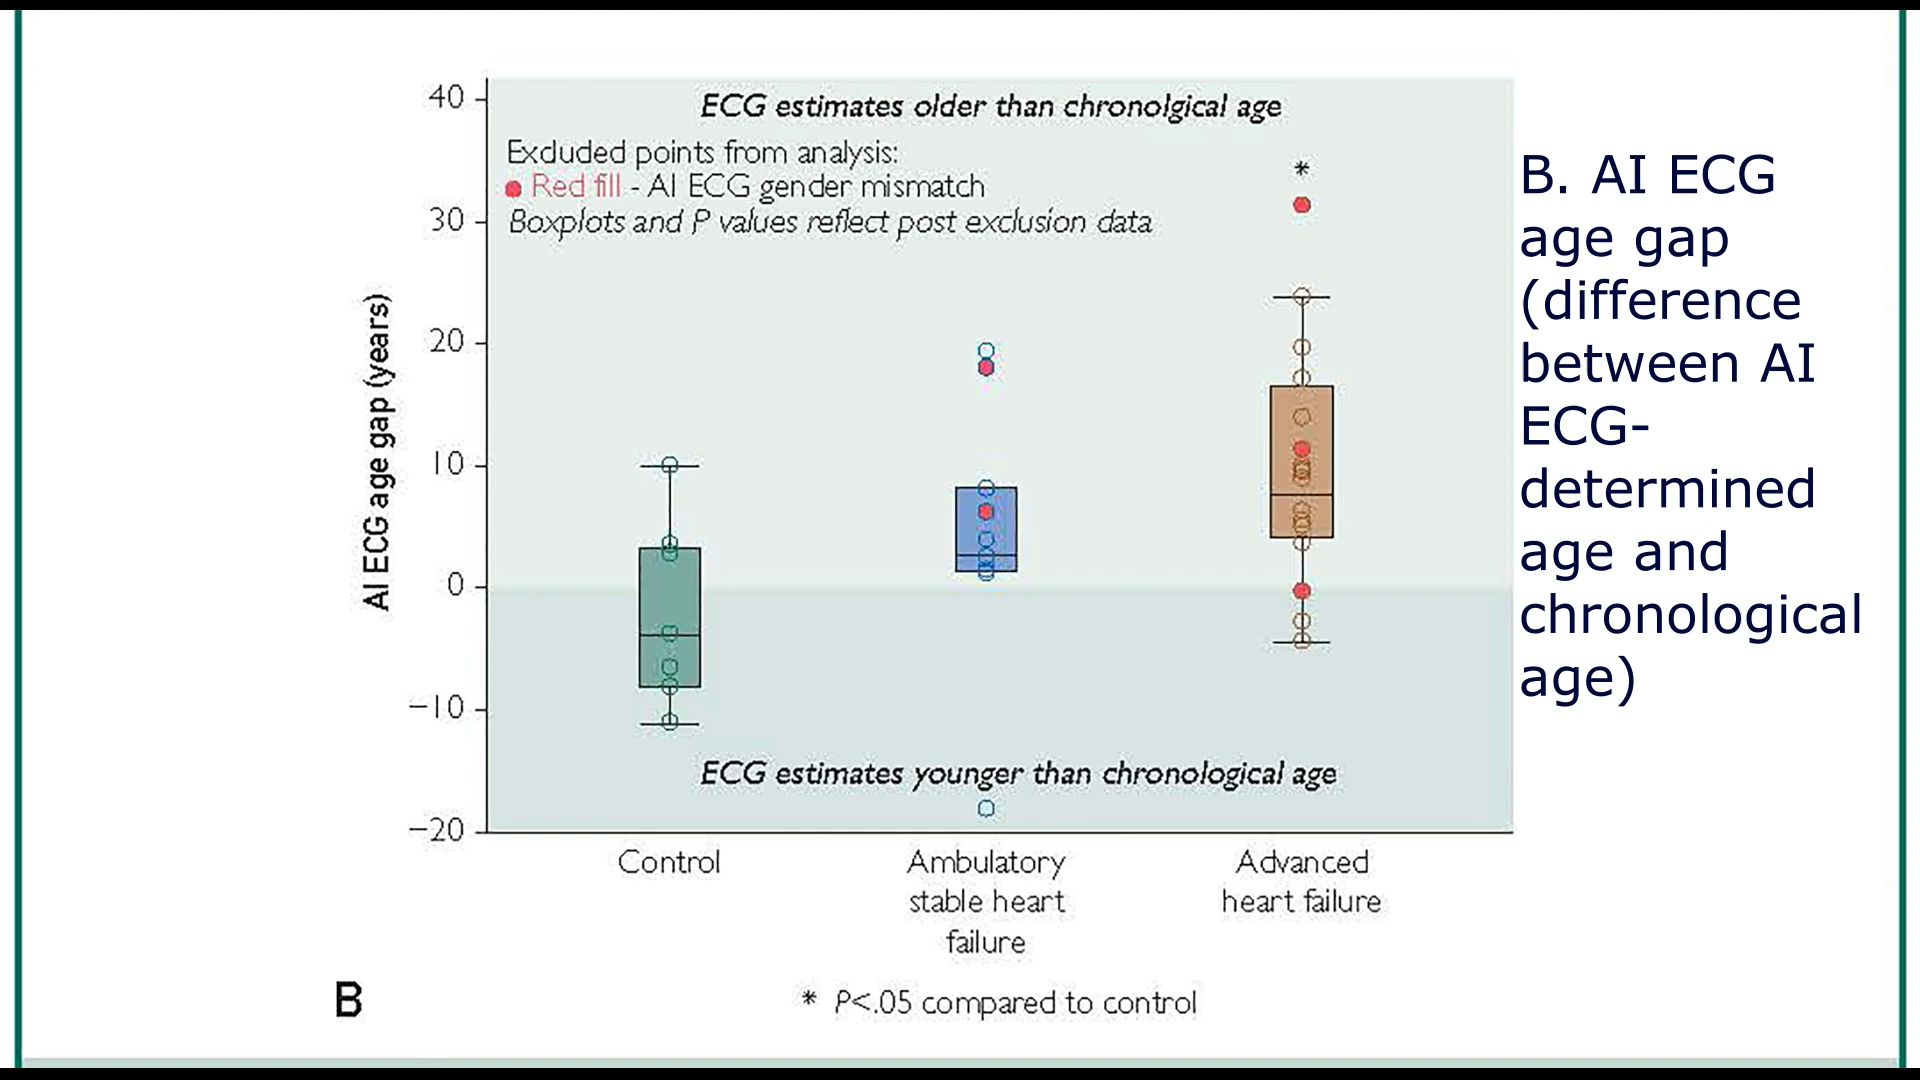 40
ECG estimates older than chronolgical age
Excluded points from analysis:
Red fill - AI ECG gender mismatch
Boxplots and P values reflect post exclusion data
*
30
20
10
0
−10
−20
AI ECG age gap (years)
ECG estimates younger than chronological age
Control
Ambulatory
stable heart
failure
Advanced
heart failure
B
* P<.05 compared to control
B. AI ECG
age gap
(difference
between AI
ECG-
determined
age and
chronological
age)